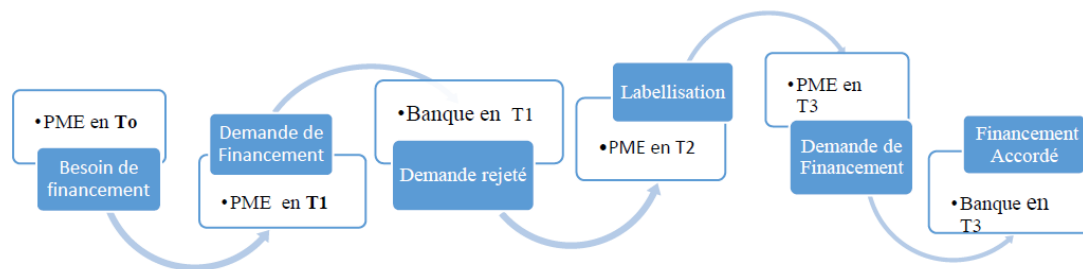 •PME en To
Besoin de
financement
Demande de
Financement
•PME en T1
•Banque en T1
Demande rejeté
Labellisation
•PME en T2
•PME en
T3
Demande de
Financement
Financement
Accordé
•Banque en
T3